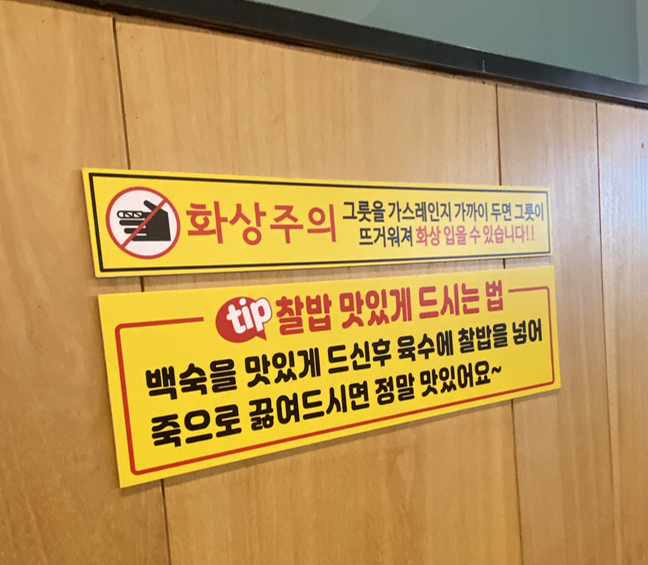 화상주의 그릇을 가스레인지 가까이 두면 그릇이
뜨거워져 화상 입을 수 있습니다!!
tip 찰밥 맛있게 드시는 법
백숙을 맛있게 드신후 육수에 찰밥을 넣어
죽으로 끓여드시면 정말 맛있어요~